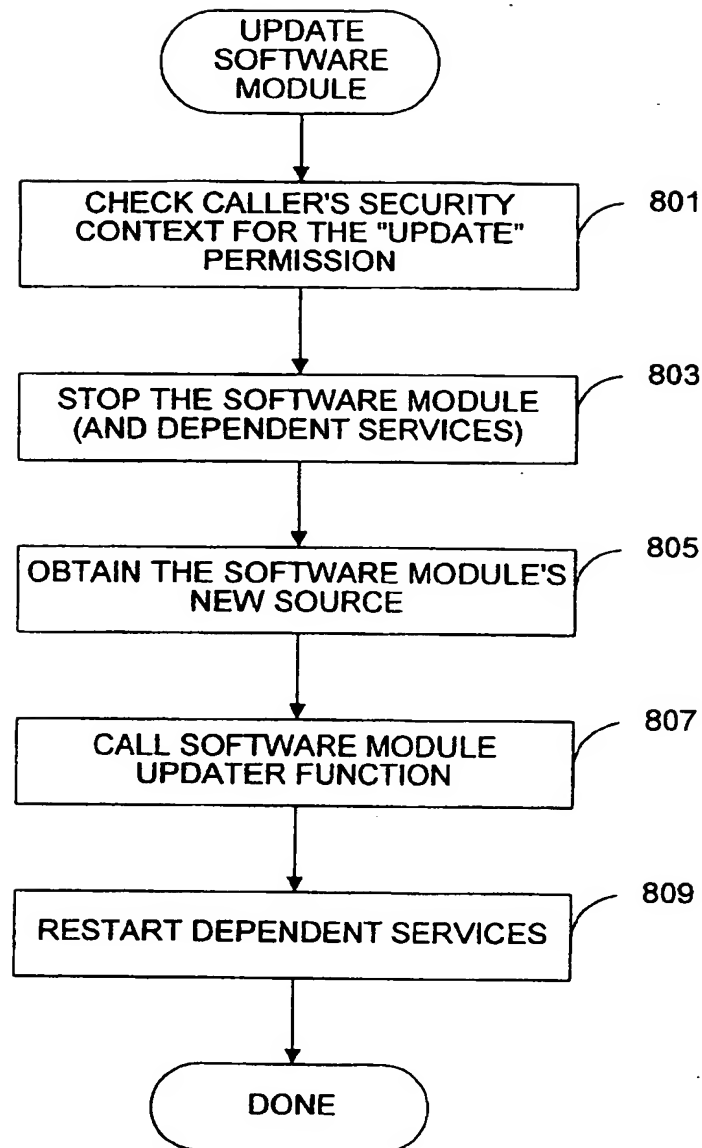 UPDATE
SOFTWARE
MODULE
CHECK CALLER'S SECURITY
CONTEXT FOR THE "UPDATE"
PERMISSION
801
STOP THE SOFTWARE MODULE
(AND DEPENDENT SERVICES)
803
OBTAIN THE SOFTWARE MODULE'S
NEW SOURCE
805
CALL SOFTWARE MODULE
UPDATER FUNCTION
807
RESTART DEPENDENT SERVICES
809
DONE